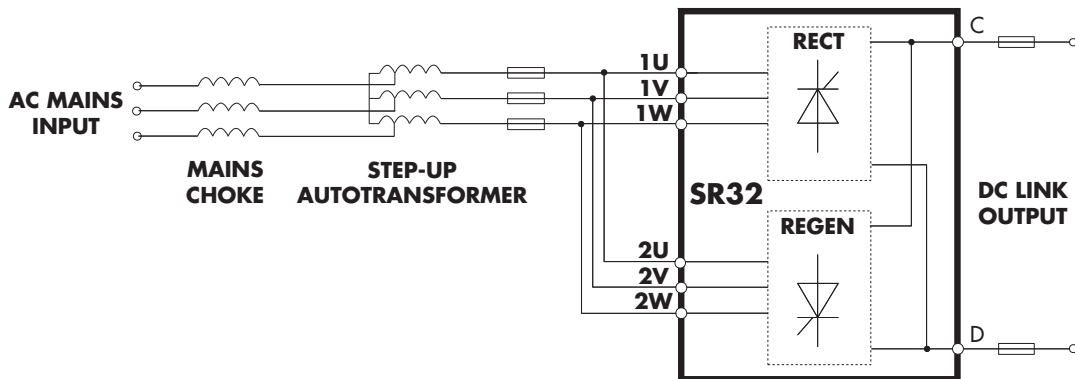 C
RECT
1U
1V
1W
AC MAINS
INPUT
MAINS
CHOKE
STEP-UP
AUTOTRANSFORMER
SR32
DC LINK
OUTPUT
REGEN
2U
2V
2W
D